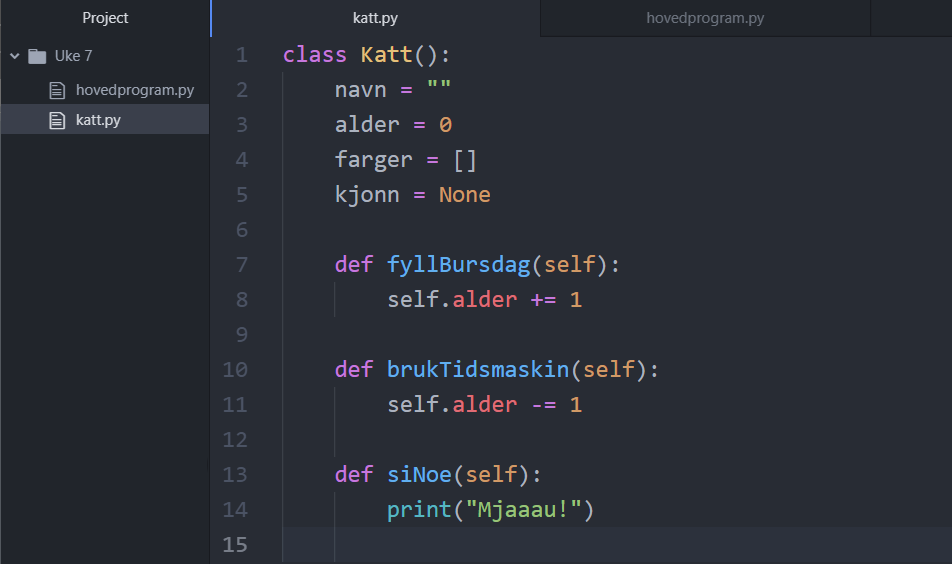 Project
Uke 7
hovedprogram.py
katt.py
katt.py
hovedprogram.py
1 class Katt():
2     navn = ""
3     alder = 0
4     farger = []
5     kjonn = None
6
7     def fyllBursdag(self):
8         self.alder += 1
9
10     def brukTidsmaskin(self):
11         self.alder -= 1
12
13     def siNoe(self):
14         print("Mjaaau!")
15